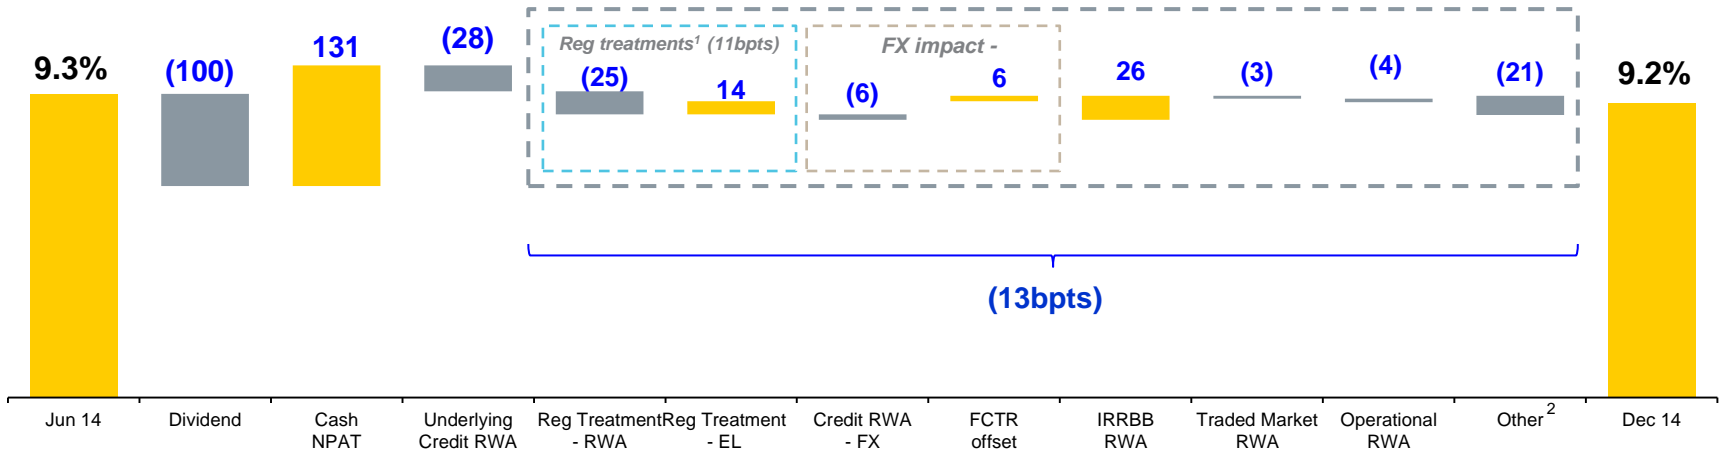 9.3%
(100)
131
(28)
Reg treatments¹ (11bpts)
(25)
14
FX impact -
(6)
6
26
(3)
(4)
(21)
9.2%
(13bpts)
Jun 14
Dividend
Cash
NPAT
Underlying
Credit RWA
Reg Treatment
- RWA
Reg Treatment
- EL
Credit RWA
- FX
FCTR
offset
IRRBB
RWA
Traded Market
RWA
Operational
RWA
Other²
Dec 14